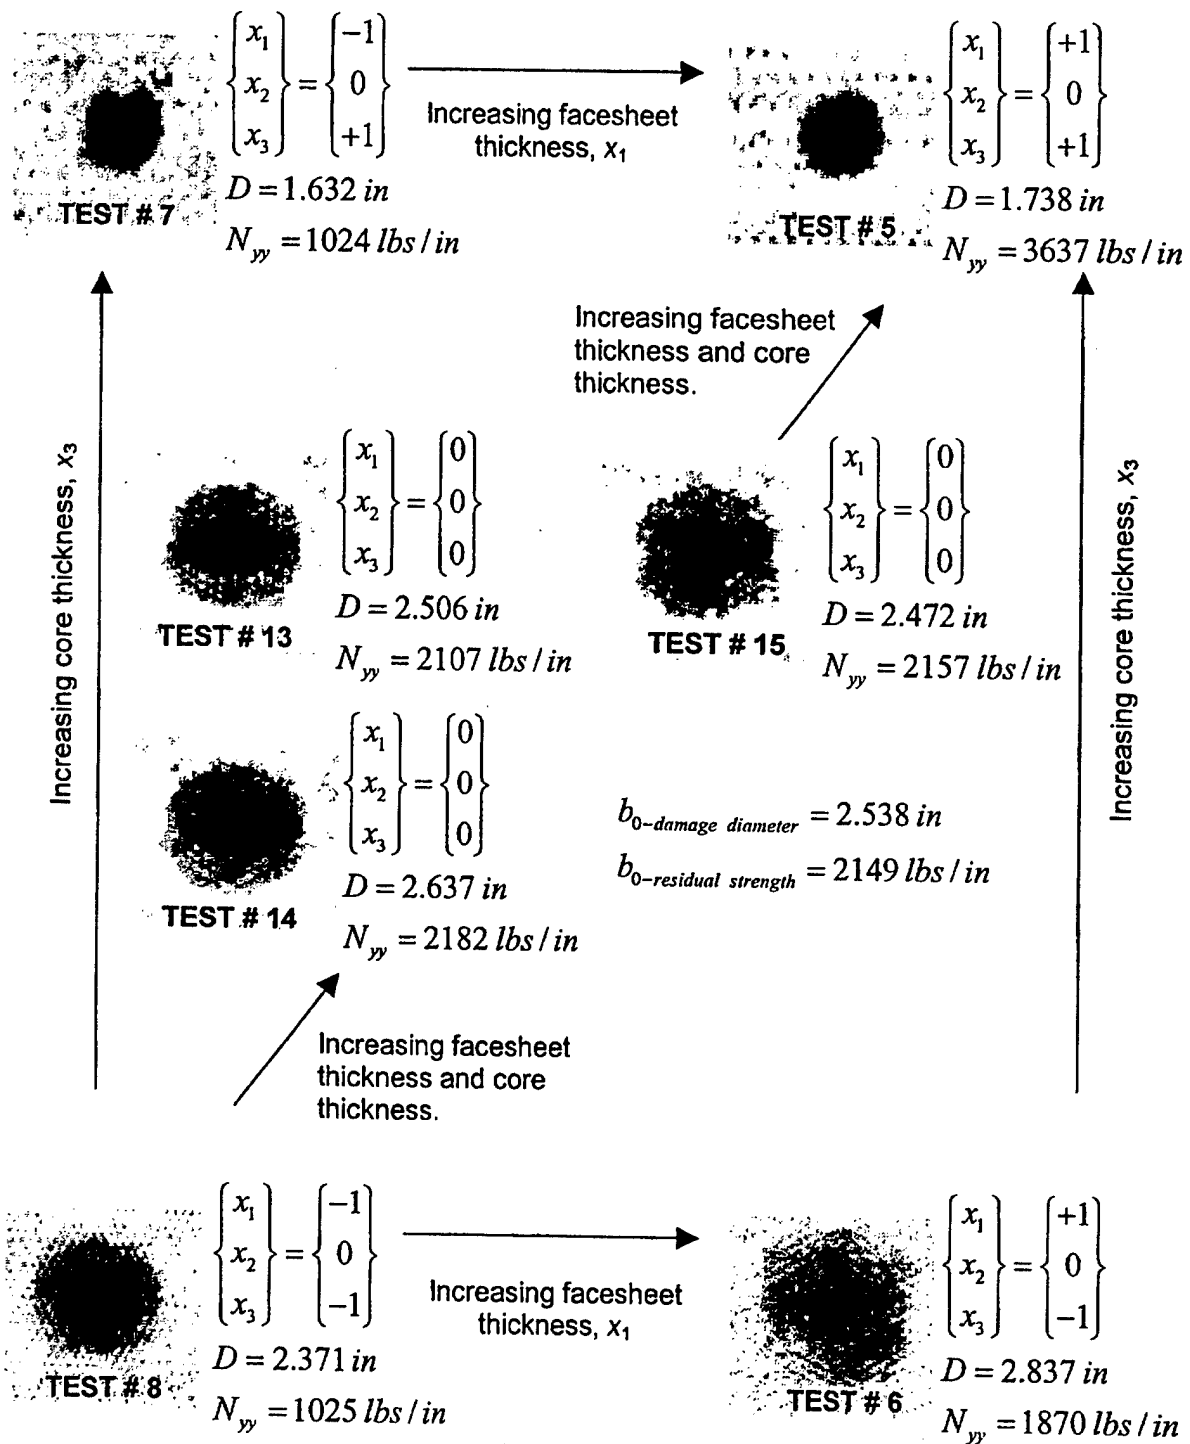 {x₁ x₂ x₃} = {−1 0 +1}
D = 1.632 in
TEST # 7
N_yy = 1024 lbs / in
Increasing facesheet
thickness, x₁
{x₁ x₂ x₃} = {+1 0 +1}
D = 1.738 in
TEST # 5
N_yy = 3637 lbs / in
Increasing facesheet
thickness and core
thickness.
Increasing core thickness, x₃
{x₁ x₂ x₃} = {0 0 0}
D = 2.506 in
TEST # 13
N_yy = 2107 lbs / in
{x₁ x₂ x₃} = {0 0 0}
D = 2.472 in
TEST # 15
N_yy = 2157 lbs / in
Increasing core thickness, x₃
{x₁ x₂ x₃} = {0 0 0}
D = 2.637 in
TEST # 14
N_yy = 2182 lbs / in
b₀₋damage diameter = 2.538 in
b₀₋residual strength = 2149 lbs / in
Increasing facesheet
thickness and core
thickness.
{x₁ x₂ x₃} = {−1 0 −1}
D = 2.371 in
TEST # 8
N_yy = 1025 lbs / in
Increasing facesheet
thickness, x₁
{x₁ x₂ x₃} = {+1 0 −1}
D = 2.837 in
TEST # 6
N_yy = 1870 lbs / in